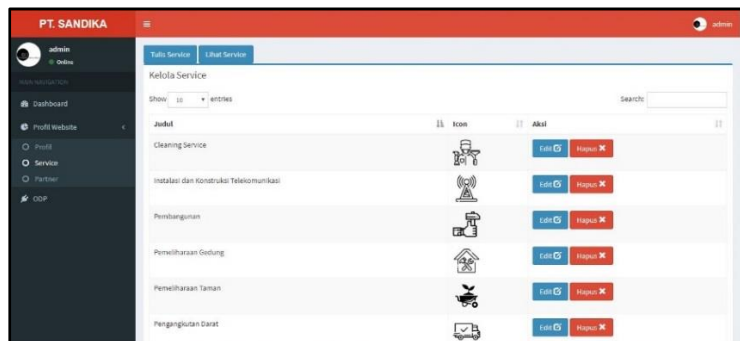 PT. SANDIKA
admin
admin
Online
MAIN NAVIGATION
Dashboard
Profil Website
Profil
Service
Partner
ODP
Tulis Service
Lihat Service
Kelola Service
Show 10 entries
Search:
Judul Icon Aksi
Cleaning Service Edit Hapus
Instalasi dan Konstruksi Telekomunikasi Edit Hapus
Pembangunan Edit Hapus
Pemeliharaan Gedung Edit Hapus
Pemeliharaan Taman Edit Hapus
Pengangkutan Darat Edit Hapus